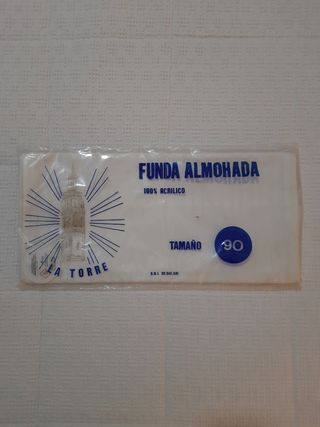 FUNDA ALMOHADA
100% ACRILICO
TAMAÑO 90
LA TORRE